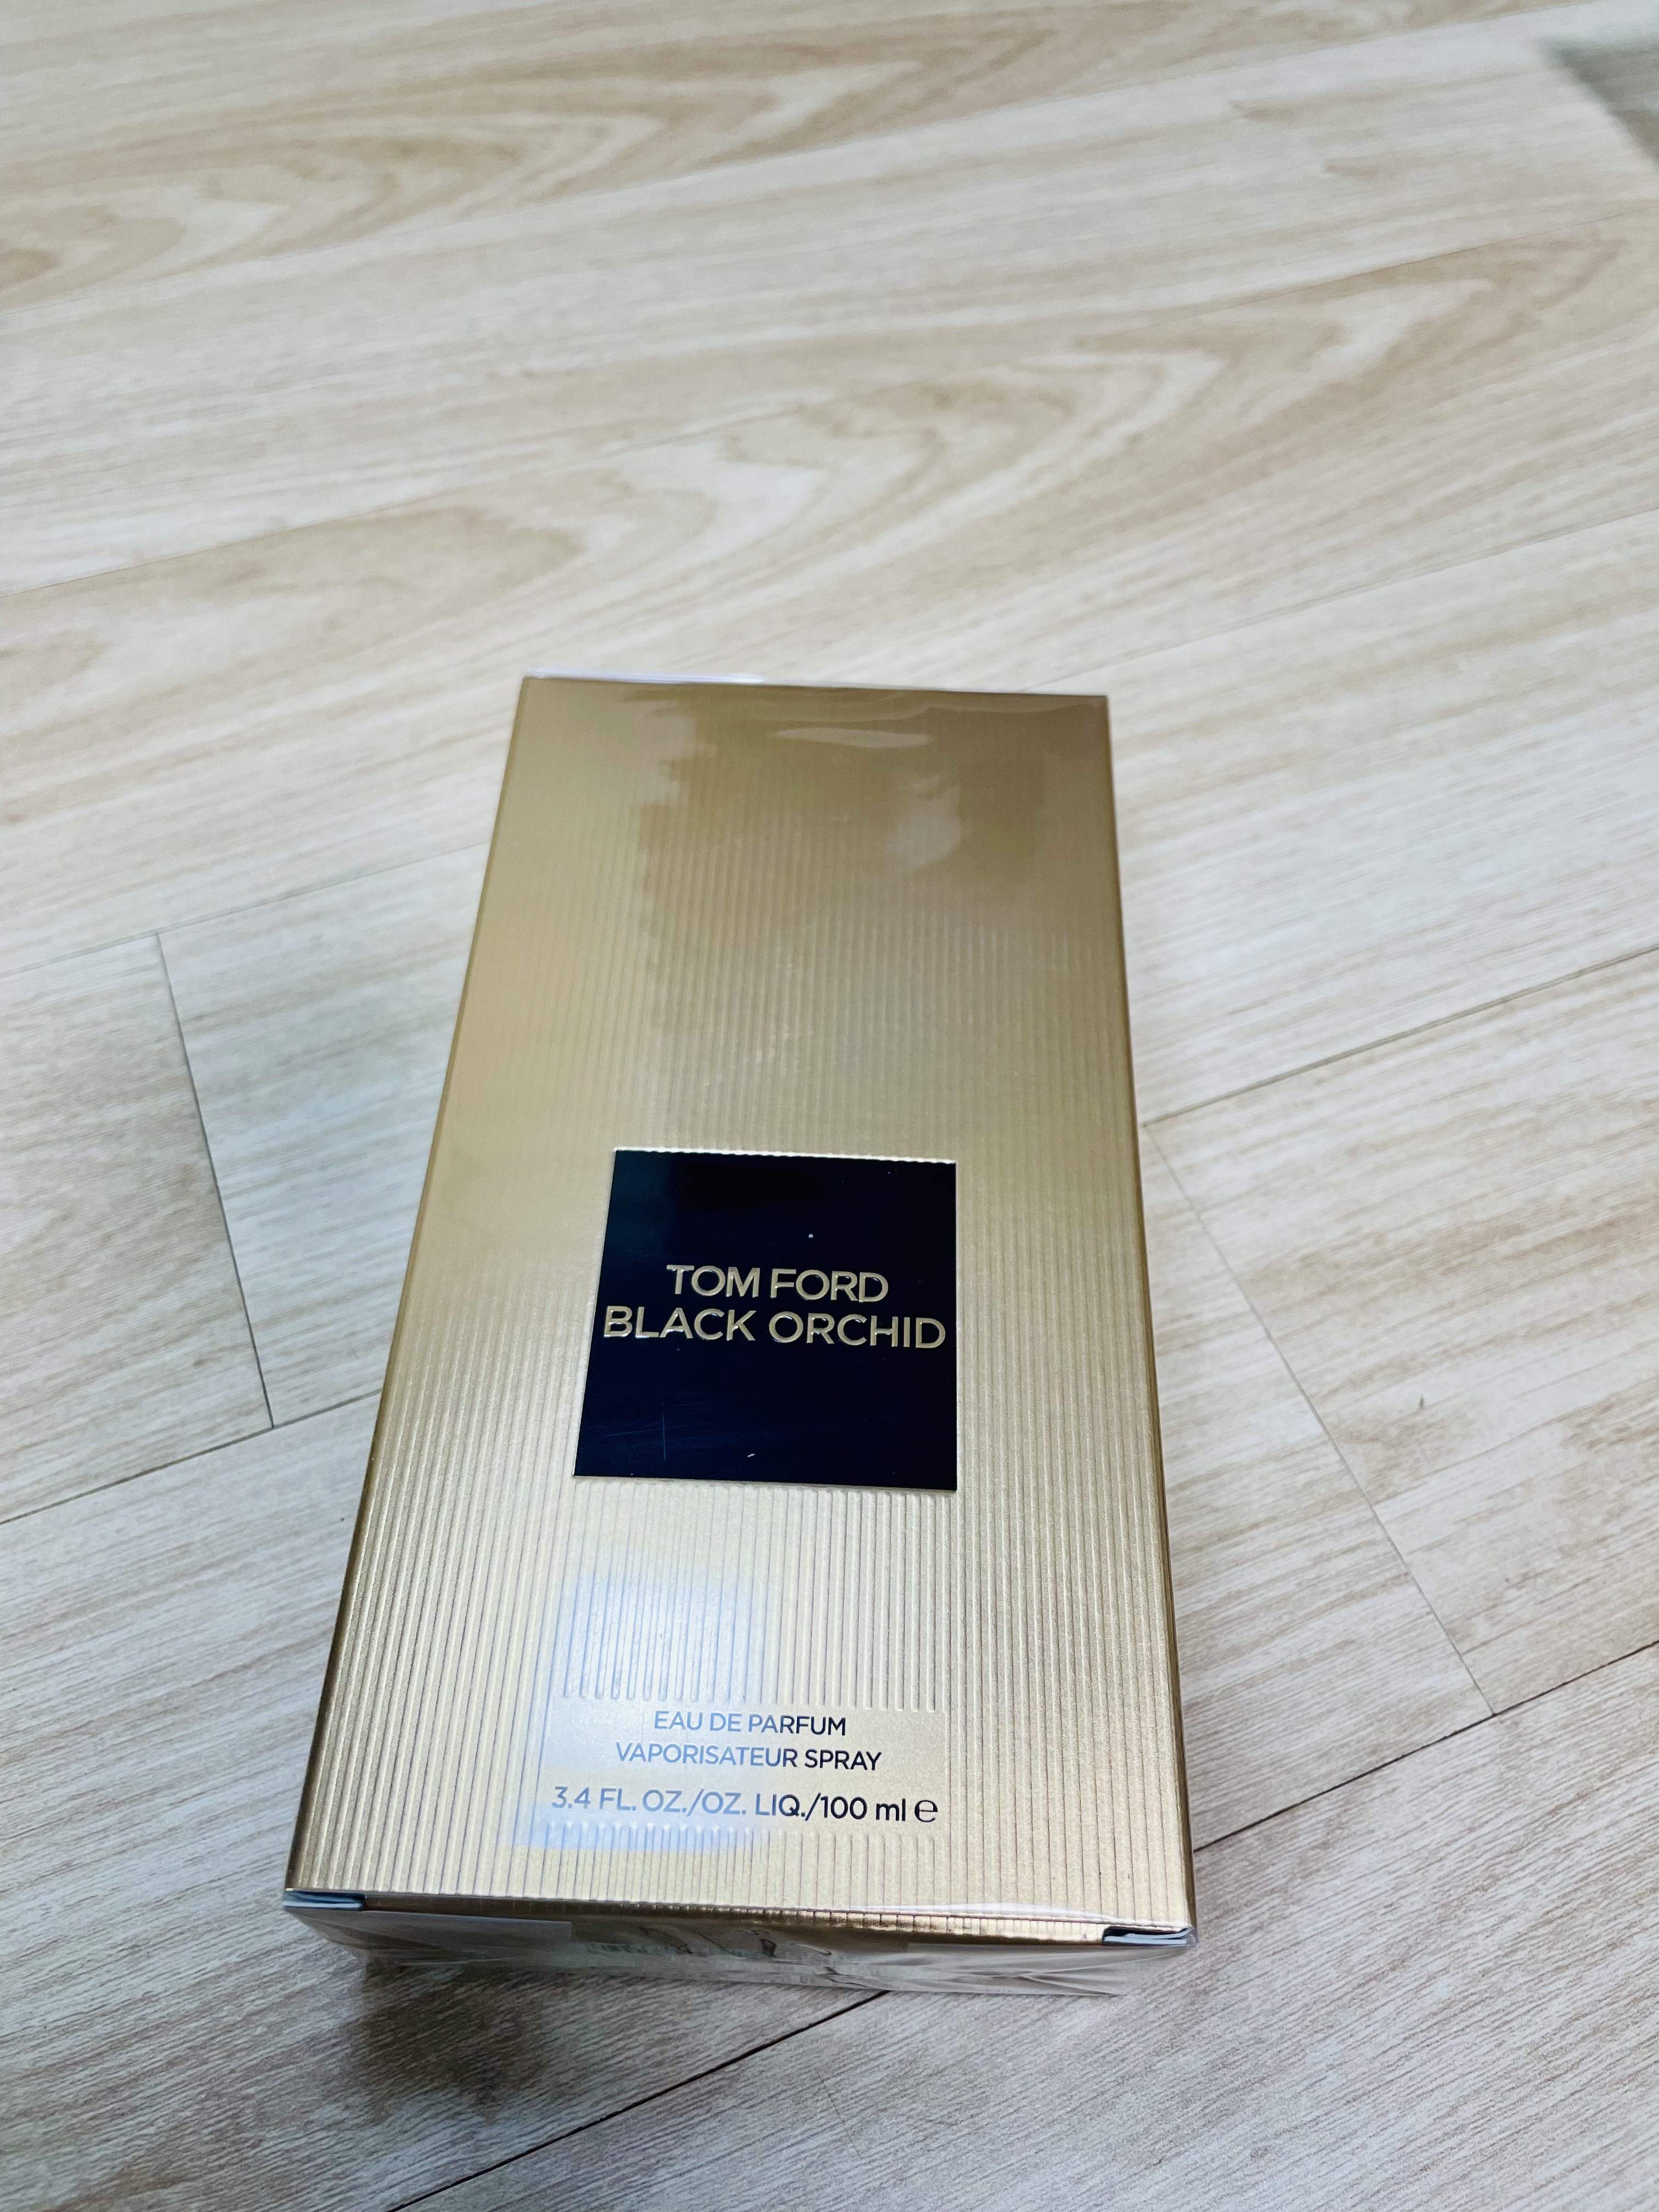 TOM FORD
BLACK ORCHID
EAU DE PARFUM
VAPORISATEUR SPRAY
3.4 FL. OZ./OZ. LIQ./100 ml ℮